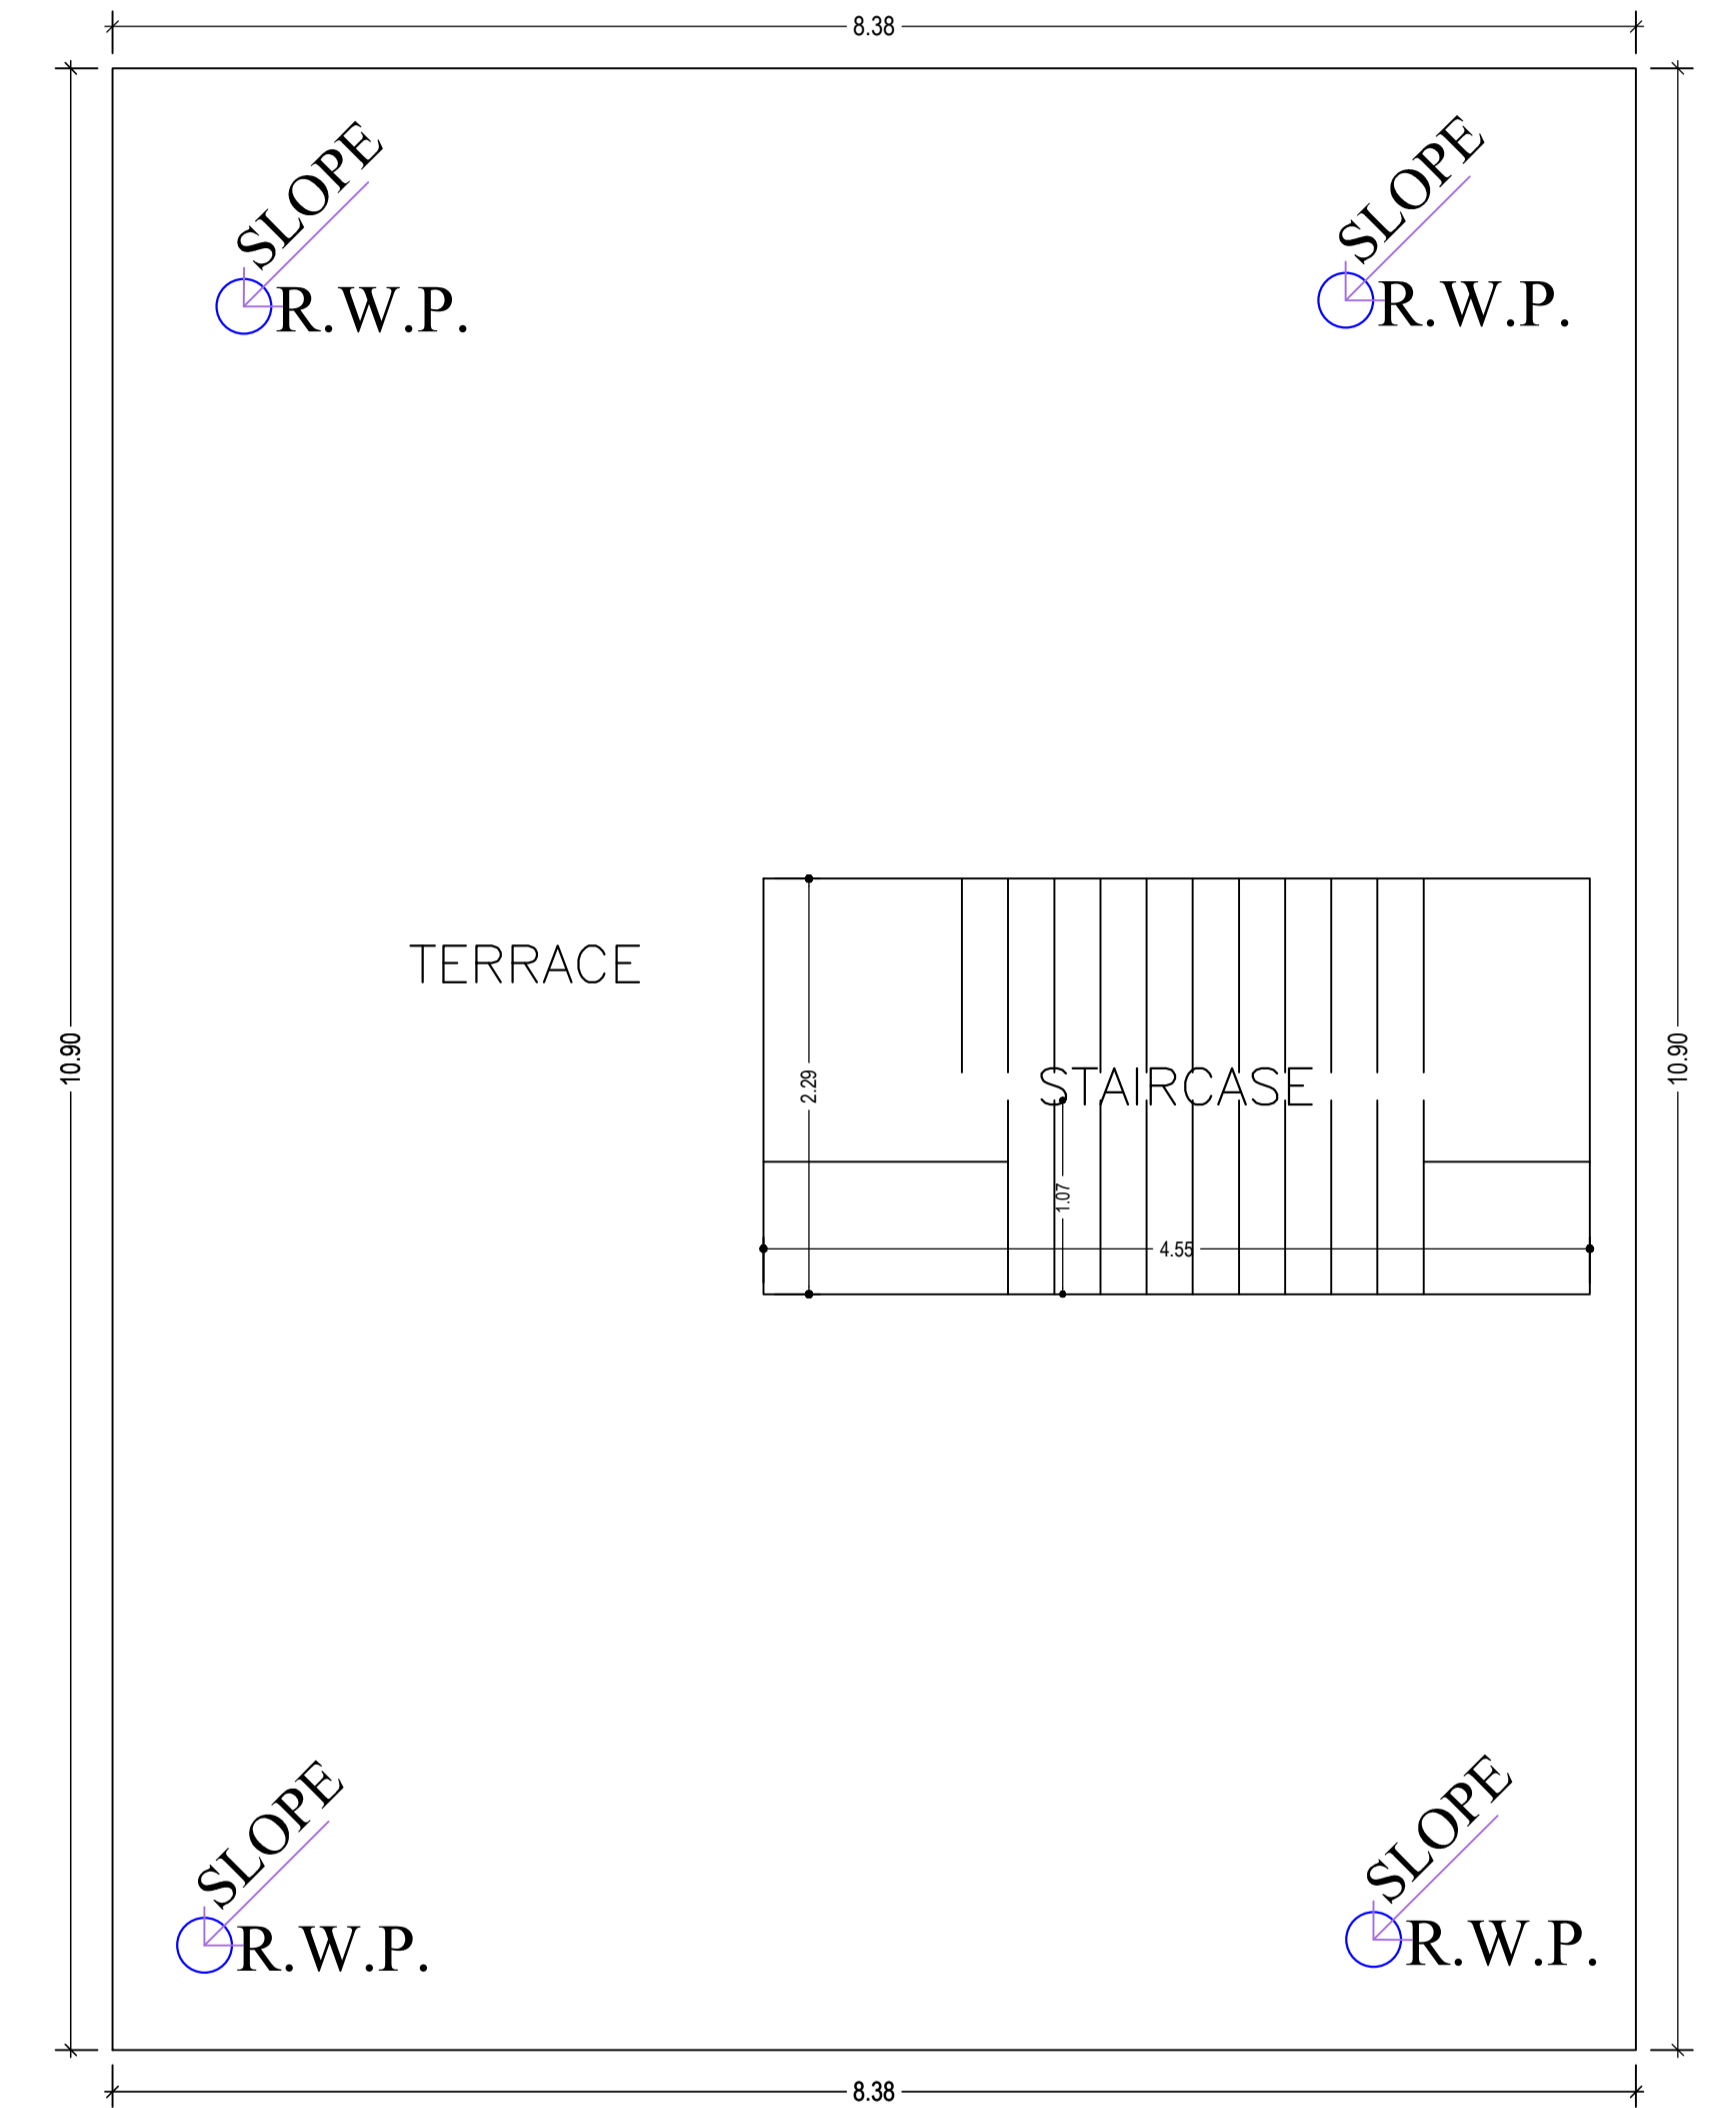 8.38
SLOPE
R.W.P.
SLOPE
R.W.P.
TERRACE
10.90
2.29
STAIRCASE
10.90
1.07
4.55
SLOPE
R.W.P.
SLOPE
R.W.P.
8.38